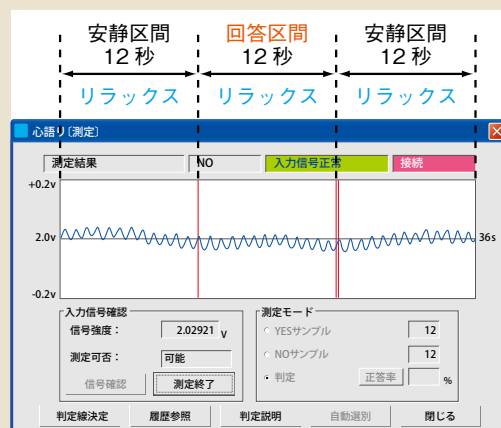 安静区間 回答区間 安静区間
12秒 12秒 12秒
リラックス リラックス リラックス
心語り〔測定〕
測定結果 NO 入力信号正常 接続
+0.2v
2.0v 36s
-0.2v
入力信号確認 測定モード
信号強度： 2.02921 V YESサンプル 12
測定可否： 可能 NOサンプル 12
信号確認 測定終了 判定 正答率 %
判定線決定 履歴参照 判定説明 自動選別 閉じる